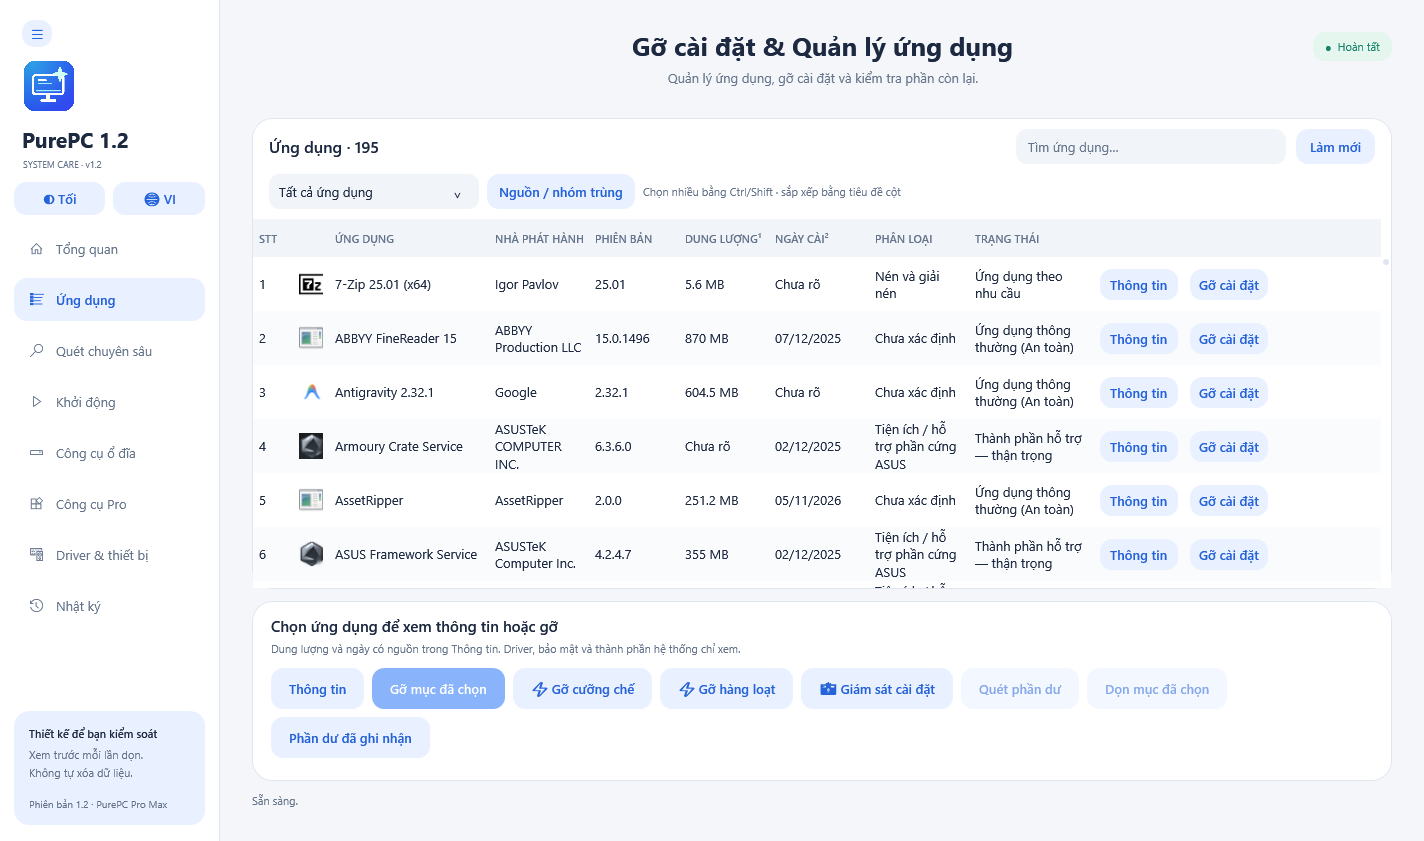 PurePC 1.2
SYSTEM CARE · v1.2
Tối
VI
Tổng quan
Ứng dụng
Quét chuyên sâu
Khởi động
Công cụ ổ đĩa
Công cụ Pro
Driver & thiết bị
Nhật ký
Thiết kế để bạn kiểm soát
Xem trước mỗi lần dọn.
Không tự xóa dữ liệu.
Phiên bản 1.2 · PurePC Pro Max
Gỡ cài đặt & Quản lý ứng dụng
Quản lý ứng dụng, gỡ cài đặt và kiểm tra phần còn lại.
● Hoàn tất
Ứng dụng · 195
Tìm ứng dụng...
Làm mới
Tất cả ứng dụng
Nguồn / nhóm trùng
Chọn nhiều bằng Ctrl/Shift · sắp xếp bằng tiêu đề cột
STT ỨNG DỤNG NHÀ PHÁT HÀNH PHIÊN BẢN DUNG LƯỢNG¹ NGÀY CÀI² PHÂN LOẠI TRẠNG THÁI
1 7z 7-Zip 25.01 (x64) Igor Pavlov 25.01 5.6 MB Chưa rõ Nén và giải nén Ứng dụng theo nhu cầu Thông tin Gỡ cài đặt
2 ABBYY FineReader 15 ABBYY Production LLC 15.0.1496 870 MB 07/12/2025 Chưa xác định Ứng dụng thông thường (An toàn) Thông tin Gỡ cài đặt
3 Antigravity 2.32.1 Google 2.32.1 604.5 MB Chưa rõ Chưa xác định Ứng dụng thông thường (An toàn) Thông tin Gỡ cài đặt
4 Armoury Crate Service ASUSTeK COMPUTER INC. 6.3.6.0 Chưa rõ 02/12/2025 Tiện ích / hỗ trợ phần cứng ASUS Thành phần hỗ trợ — thận trọng Thông tin Gỡ cài đặt
5 AssetRipper AssetRipper 2.0.0 251.2 MB 05/11/2026 Chưa xác định Ứng dụng thông thường (An toàn) Thông tin Gỡ cài đặt
6 ASUS Framework Service ASUSTeK Computer Inc. 4.2.4.7 355 MB 02/12/2025 Tiện ích / hỗ trợ phần cứng ASUS Thành phần hỗ trợ — thận trọng Thông tin Gỡ cài đặt
Chọn ứng dụng để xem thông tin hoặc gỡ
Dung lượng và ngày có nguồn trong Thông tin. Driver, bảo mật và thành phần hệ thống chỉ xem.
Thông tin
Gỡ mục đã chọn
Gỡ cưỡng chế
Gỡ hàng loạt
Giám sát cài đặt
Quét phần dư
Dọn mục đã chọn
Phần dư đã ghi nhận
Sẵn sàng.